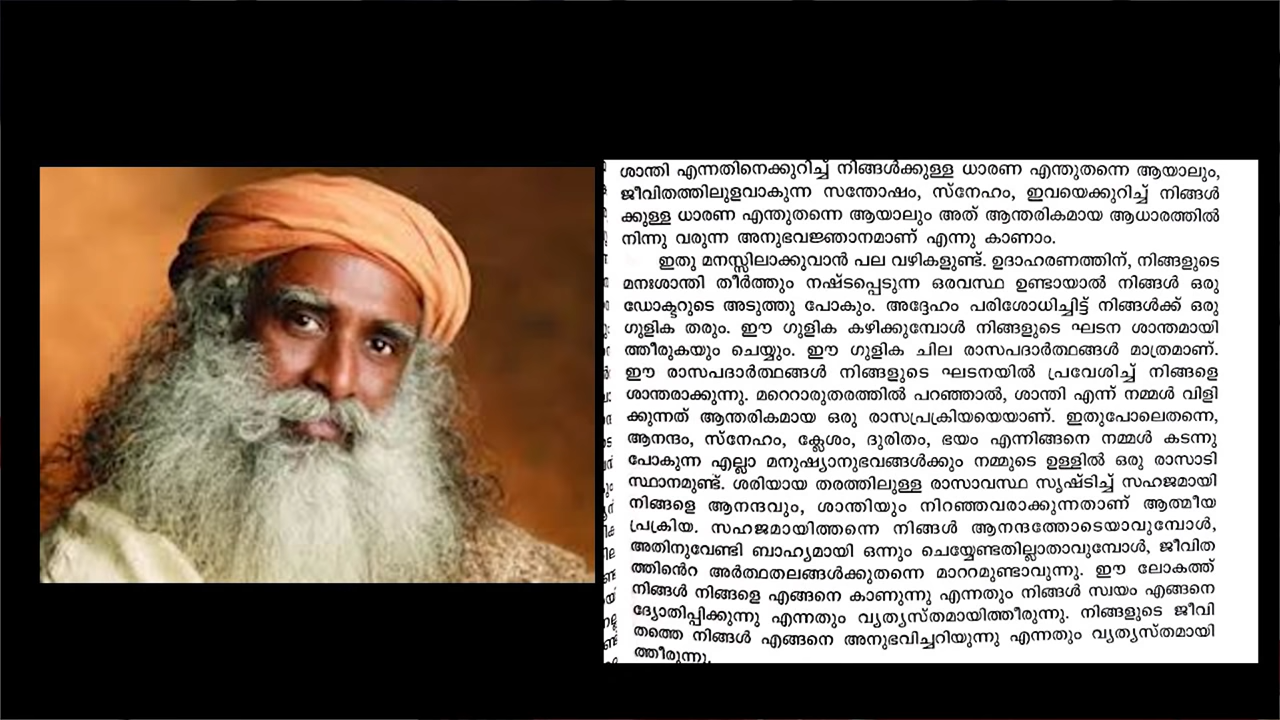 ശാന്തി എന്നതിനെക്കുറിച്ച് നിങ്ങൾക്കുള്ള ധാരണ എന്തുതന്നെ ആയാലും,
ജീവിതത്തിലുളവാകുന്ന സന്തോഷം, സ്നേഹം, ഇവയെക്കുറിച്ച് നിങ്ങൾ
ക്കുള്ള ധാരണ എന്തുതന്നെ ആയാലും അത് ആന്തരികമായ ആധാരത്തിൽ
നിന്നു വരുന്ന അനുഭവജ്ഞാനമാണ് എന്നു കാണാം.
ഇതു മനസ്സിലാക്കുവാൻ പല വഴികളുണ്ട്. ഉദാഹരണത്തിന്, നിങ്ങളുടെ
മനഃശാന്തി തീർത്തും നഷ്ടപ്പെടുന്ന ഒരവസ്ഥ ഉണ്ടായാൽ നിങ്ങൾ ഒരു
ഡോക്ടറുടെ അടുത്തു പോകും. അദ്ദേഹം പരിശോധിച്ചിട്ട് നിങ്ങൾക്ക് ഒരു
ഗുളിക തരും. ഈ ഗുളിക കഴിക്കുമ്പോൾ നിങ്ങളുടെ ഘടന ശാന്തമായി
ത്തീരുകയും ചെയ്യും. ഈ ഗുളിക ചില രാസപദാർത്ഥങ്ങൾ മാത്രമാണ്.
ഈ രാസപദാർത്ഥങ്ങൾ നിങ്ങളുടെ ഘടനയിൽ പ്രവേശിച്ച് നിങ്ങളെ
ശാന്തരാക്കുന്നു. മറെറാരുതരത്തിൽ പറഞ്ഞാൽ, ശാന്തി എന്ന് നമ്മൾ വിളി
ക്കുന്നത് ആന്തരികമായ ഒരു രാസപ്രക്രിയയെയാണ്. ഇതുപോലെതന്നെ,
ആനന്ദം, സ്നേഹം, ക്ലേശം, ദുരിതം, ഭയം എന്നിങ്ങനെ നമ്മൾ കടന്നു
പോകുന്ന എല്ലാ മനുഷ്യാനുഭവങ്ങൾക്കും നമ്മുടെ ഉള്ളിൽ ഒരു രാസാടി
സ്ഥാനമുണ്ട്. ശരിയായ തരത്തിലുള്ള രാസാവസ്ഥ സൃഷ്ടിച്ച് സഹജമായി
നിങ്ങളെ ആനന്ദവും, ശാന്തിയും നിറഞ്ഞവരാക്കുന്നതാണ് ആത്മീയ
പ്രക്രിയ. സഹജമായിത്തന്നെ നിങ്ങൾ ആനന്ദത്തോടെയാവുമ്പോൾ,
അതിനുവേണ്ടി ബാഹ്യമായി ഒന്നും ചെയ്യേണ്ടതില്ലാതാവുമ്പോൾ, ജീവിത
ത്തിൻെറ അർത്ഥതലങ്ങൾക്കുതന്നെ മാററമുണ്ടാവുന്നു. ഈ ലോകത്ത്
നിങ്ങൾ നിങ്ങളെ എങ്ങനെ കാണുന്നു എന്നതും നിങ്ങൾ സ്വയം എങ്ങനെ
ദ്യോതിപ്പിക്കുന്നു എന്നതും വ്യത്യസ്തമായിത്തീരുന്നു. നിങ്ങളുടെ ജീവി
തത്തെ നിങ്ങൾ എങ്ങനെ അനുഭവിച്ചറിയുന്നു എന്നതും വ്യത്യസ്തമായി
ത്തീരുന്നു.